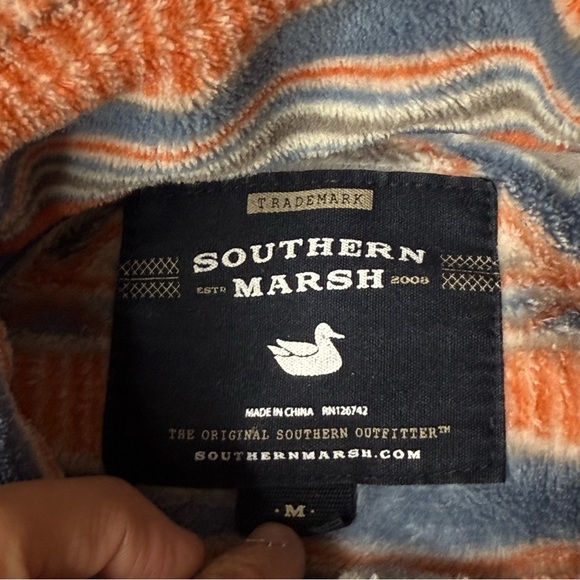 TRADEMARK
SOUTHERN
ESTD MARSH 2008
MADE IN CHINA RN126742
THE ORIGINAL SOUTHERN OUTFITTER™
SOUTHERNMARSH.COM
· M ·